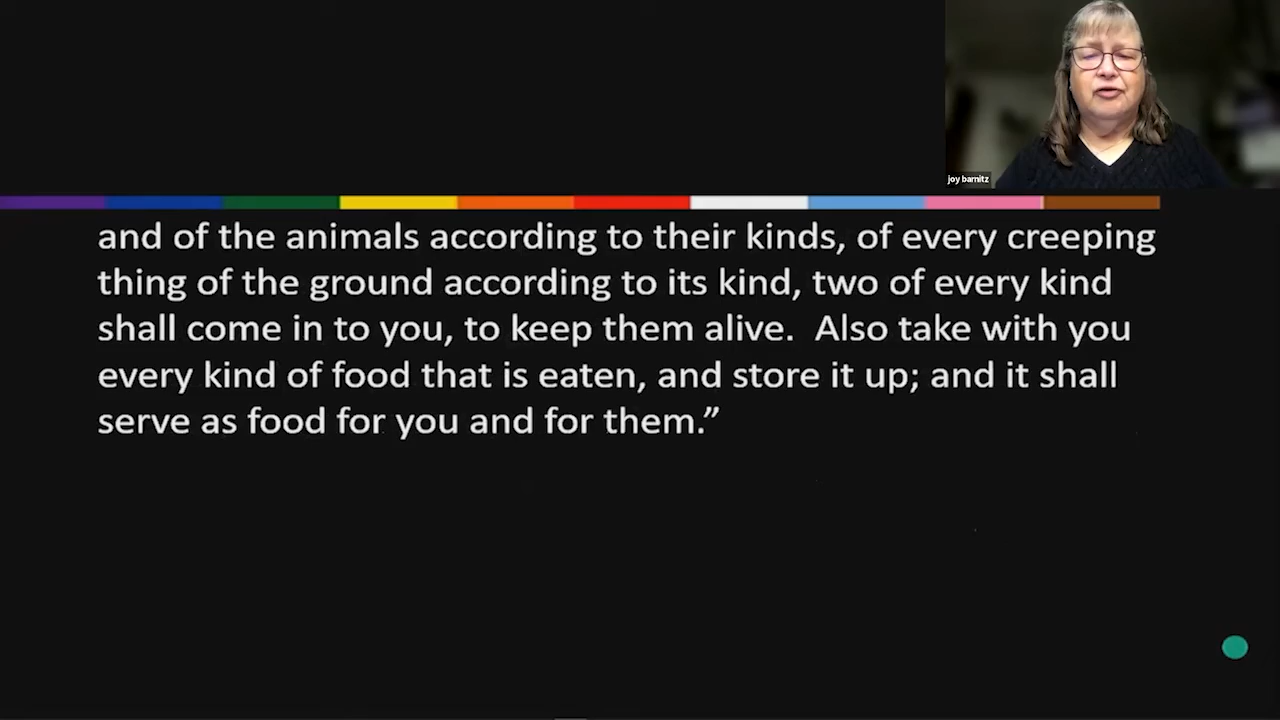 joy barnitz
and of the animals according to their kinds, of every creeping
thing of the ground according to its kind, two of every kind
shall come in to you, to keep them alive.  Also take with you
every kind of food that is eaten, and store it up; and it shall
serve as food for you and for them.”